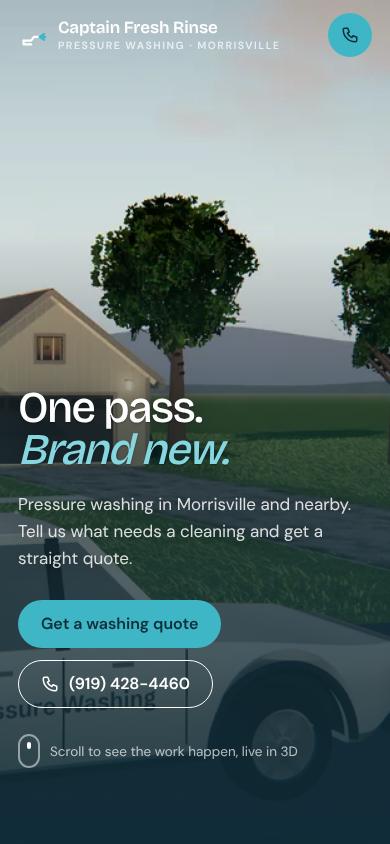 Captain Fresh Rinse
PRESSURE WASHING · MORRISVILLE
One pass.
Brand new.
Pressure washing in Morrisville and nearby.
Tell us what needs a cleaning and get a
straight quote.
Get a washing quote
(919) 428-4460
ssure Washing
Scroll to see the work happen, live in 3D